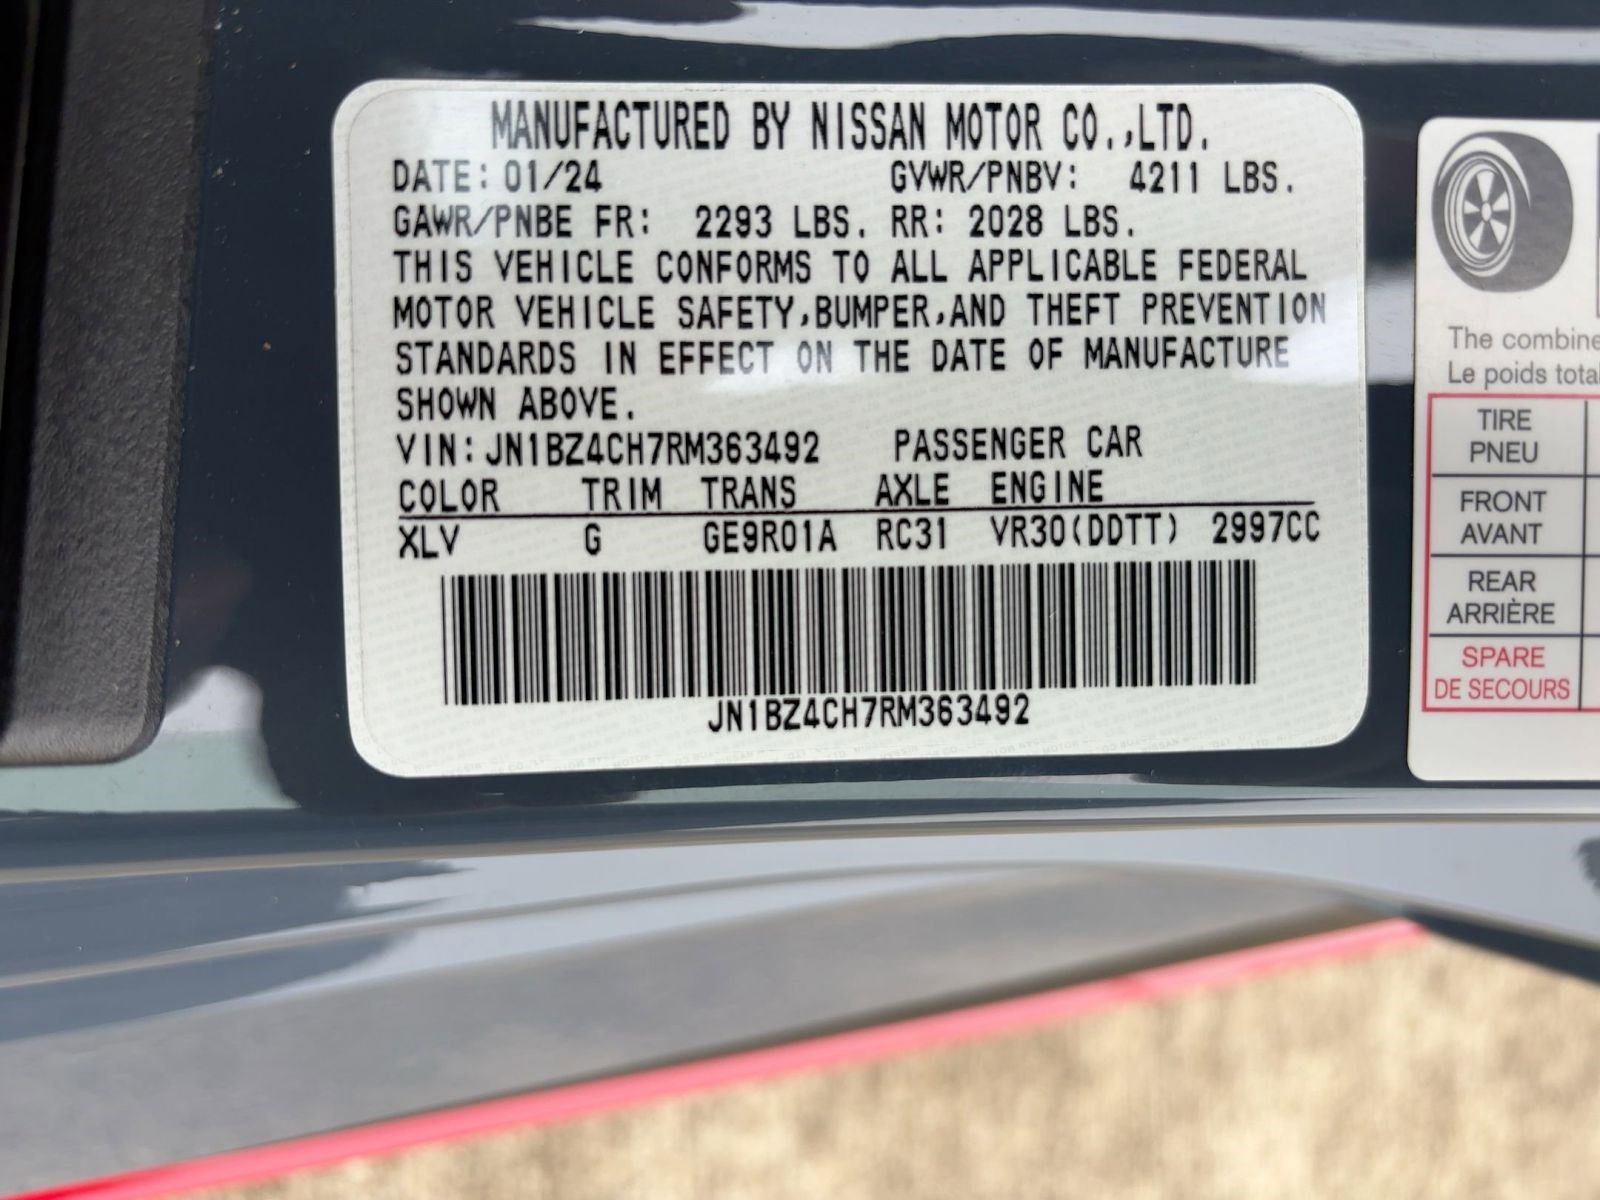 MANUFACTURED BY NISSAN MOTOR CO.,LTD.
DATE: 01/24 GVWR/PNBV: 4211 LBS.
GAWR/PNBE FR: 2293 LBS. RR: 2028 LBS.
THIS VEHICLE CONFORMS TO ALL APPLICABLE FEDERAL
MOTOR VEHICLE SAFETY,BUMPER,AND THEFT PREVENTION
STANDARDS IN EFFECT ON THE DATE OF MANUFACTURE
SHOWN ABOVE.
VIN:JN1BZ4CH7RM363492 PASSENGER CAR
COLOR TRIM TRANS AXLE ENGINE
XLV G GE9R01A RC31 VR30(DDTT) 2997CC
JN1BZ4CH7RM363492
The combine
Le poids total
TIRE
PNEU
FRONT
AVANT
REAR
ARRIÈRE
SPARE
DE SECOURS